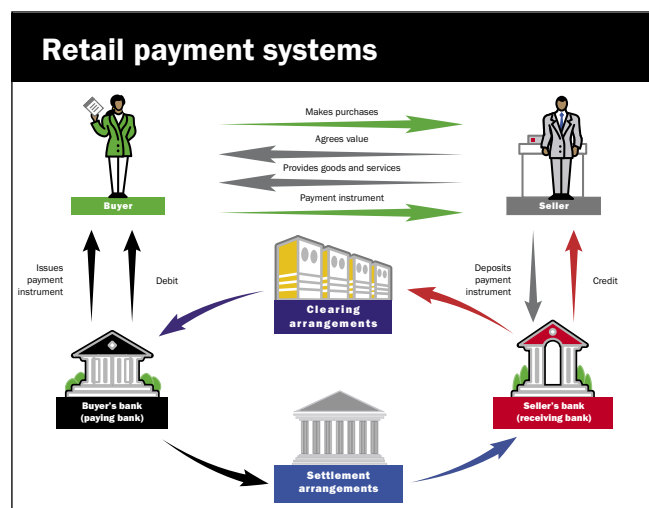 Retail payment systems
Makes purchases
Agrees value
Provides goods and services
Payment instrument
Buyer
Seller
Issues
payment
instrument
Debit
Deposits
payment
instrument
Credit
Clearing
arrangements
Buyer's bank
(paying bank)
Seller's bank
(receiving bank)
Settlement
arrangements